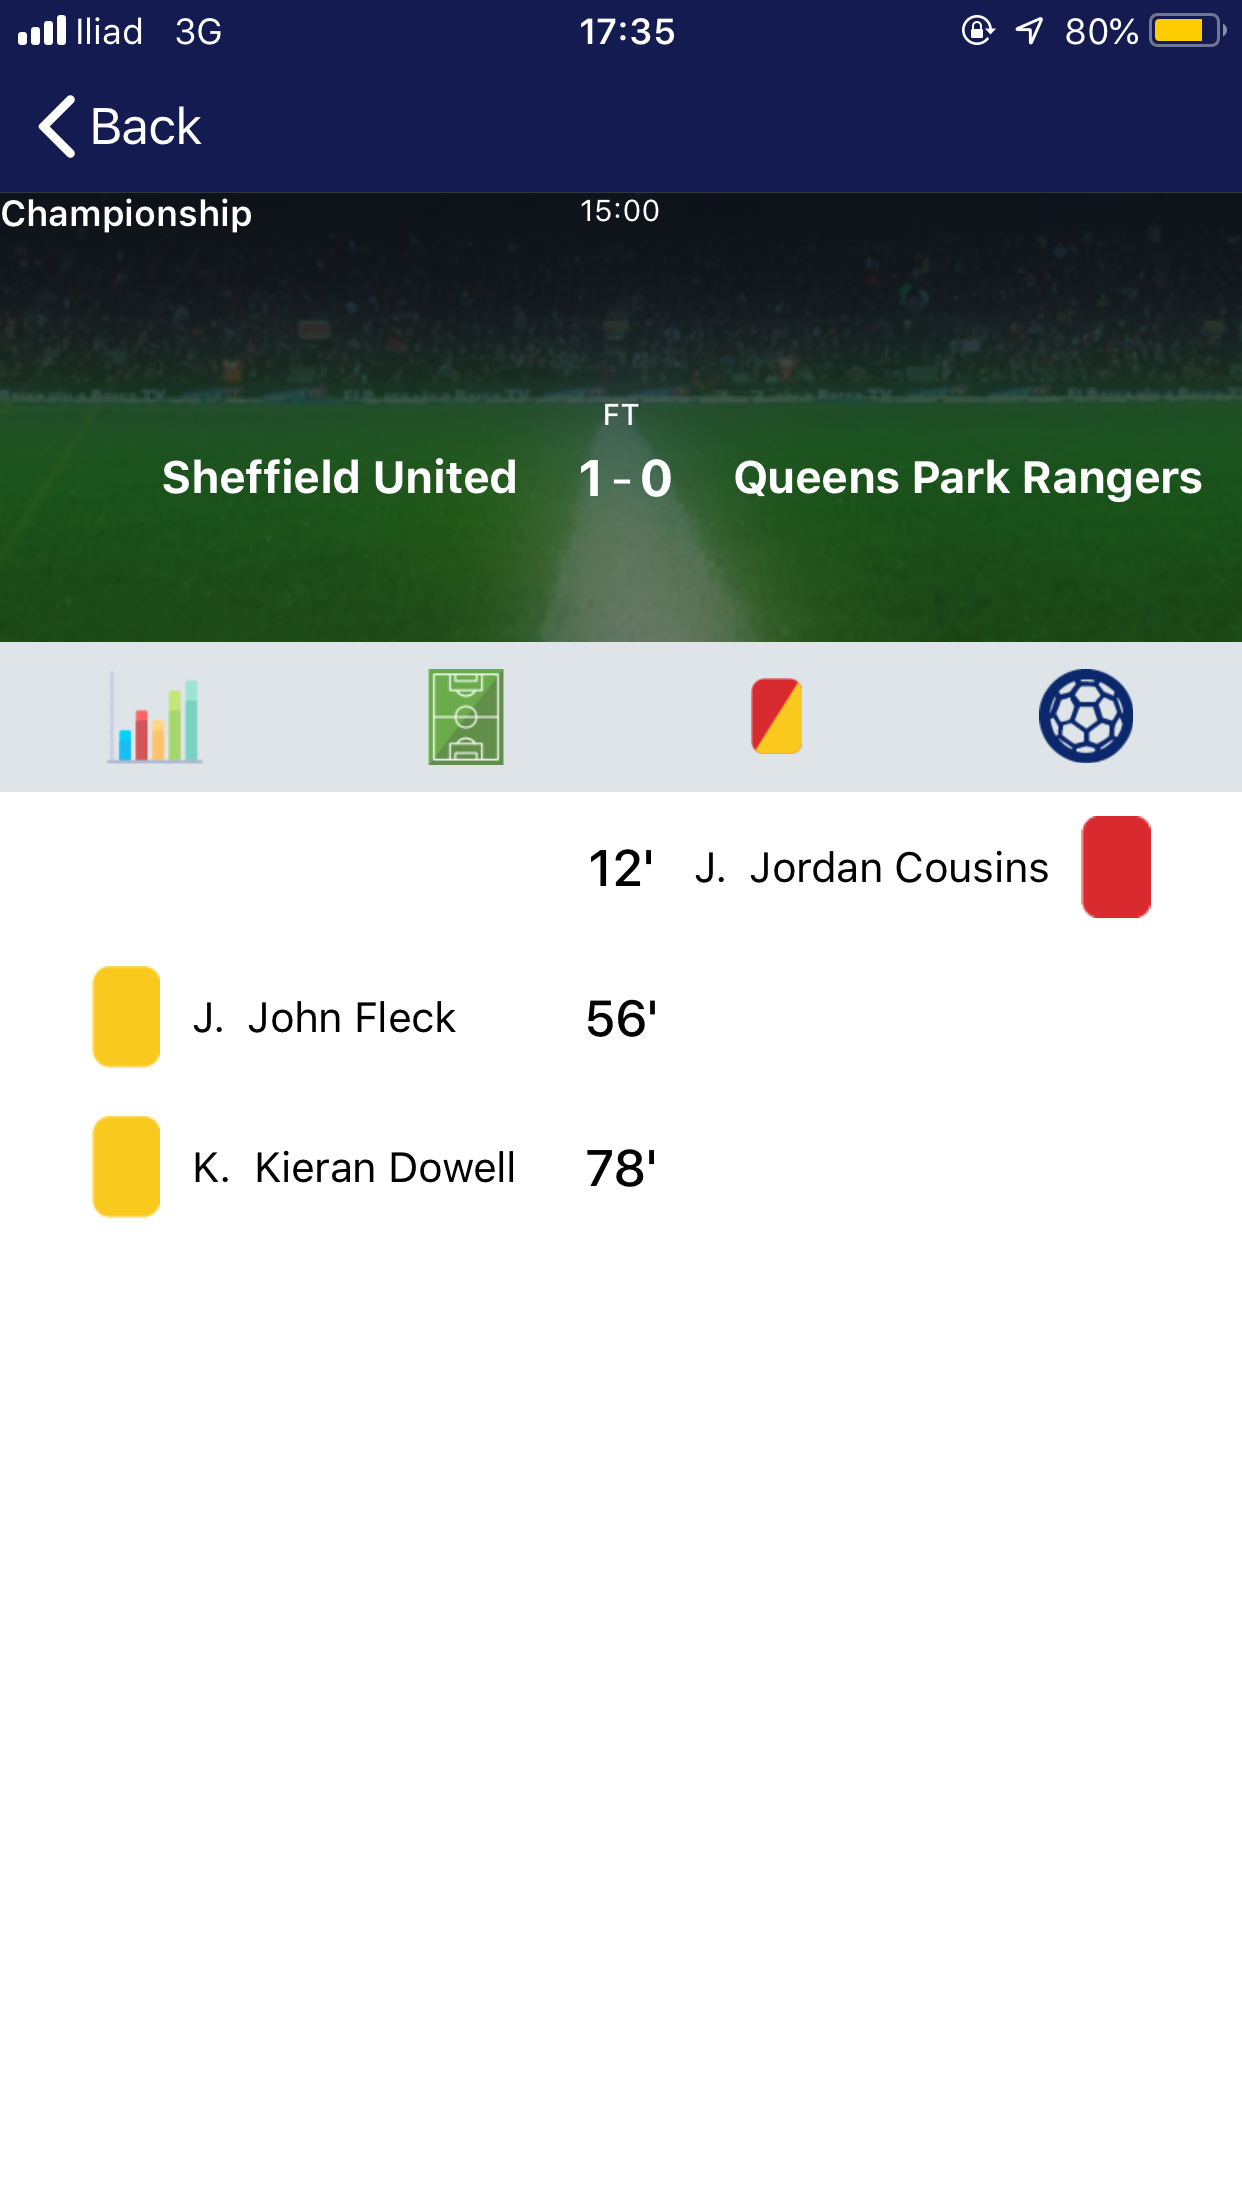 Iliad 3G 17:35 80%
Back
Championship 15:00
FT
Sheffield United 1 - 0 Queens Park Rangers
12' J. Jordan Cousins
J. John Fleck 56'
K. Kieran Dowell 78'